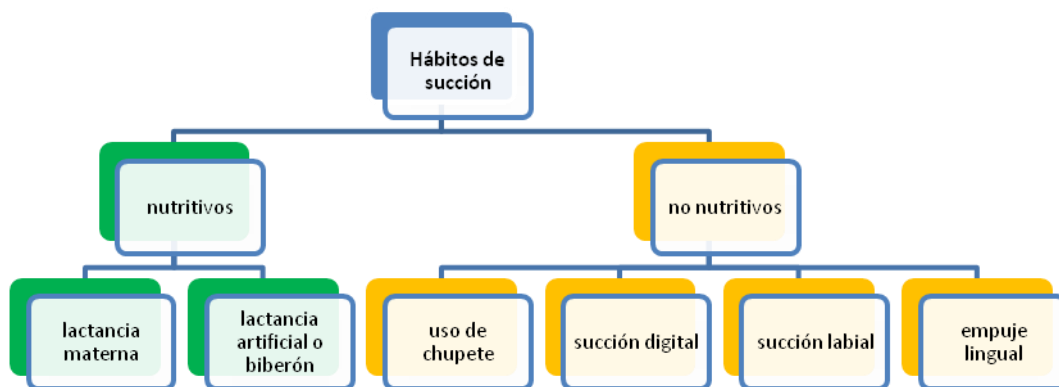 Hábitos de
succión
nutritivos
no nutritivos
lactancia
materna
lactancia
artificial o
biberón
uso de
chupete
succión digital
succión labial
empuje
lingual